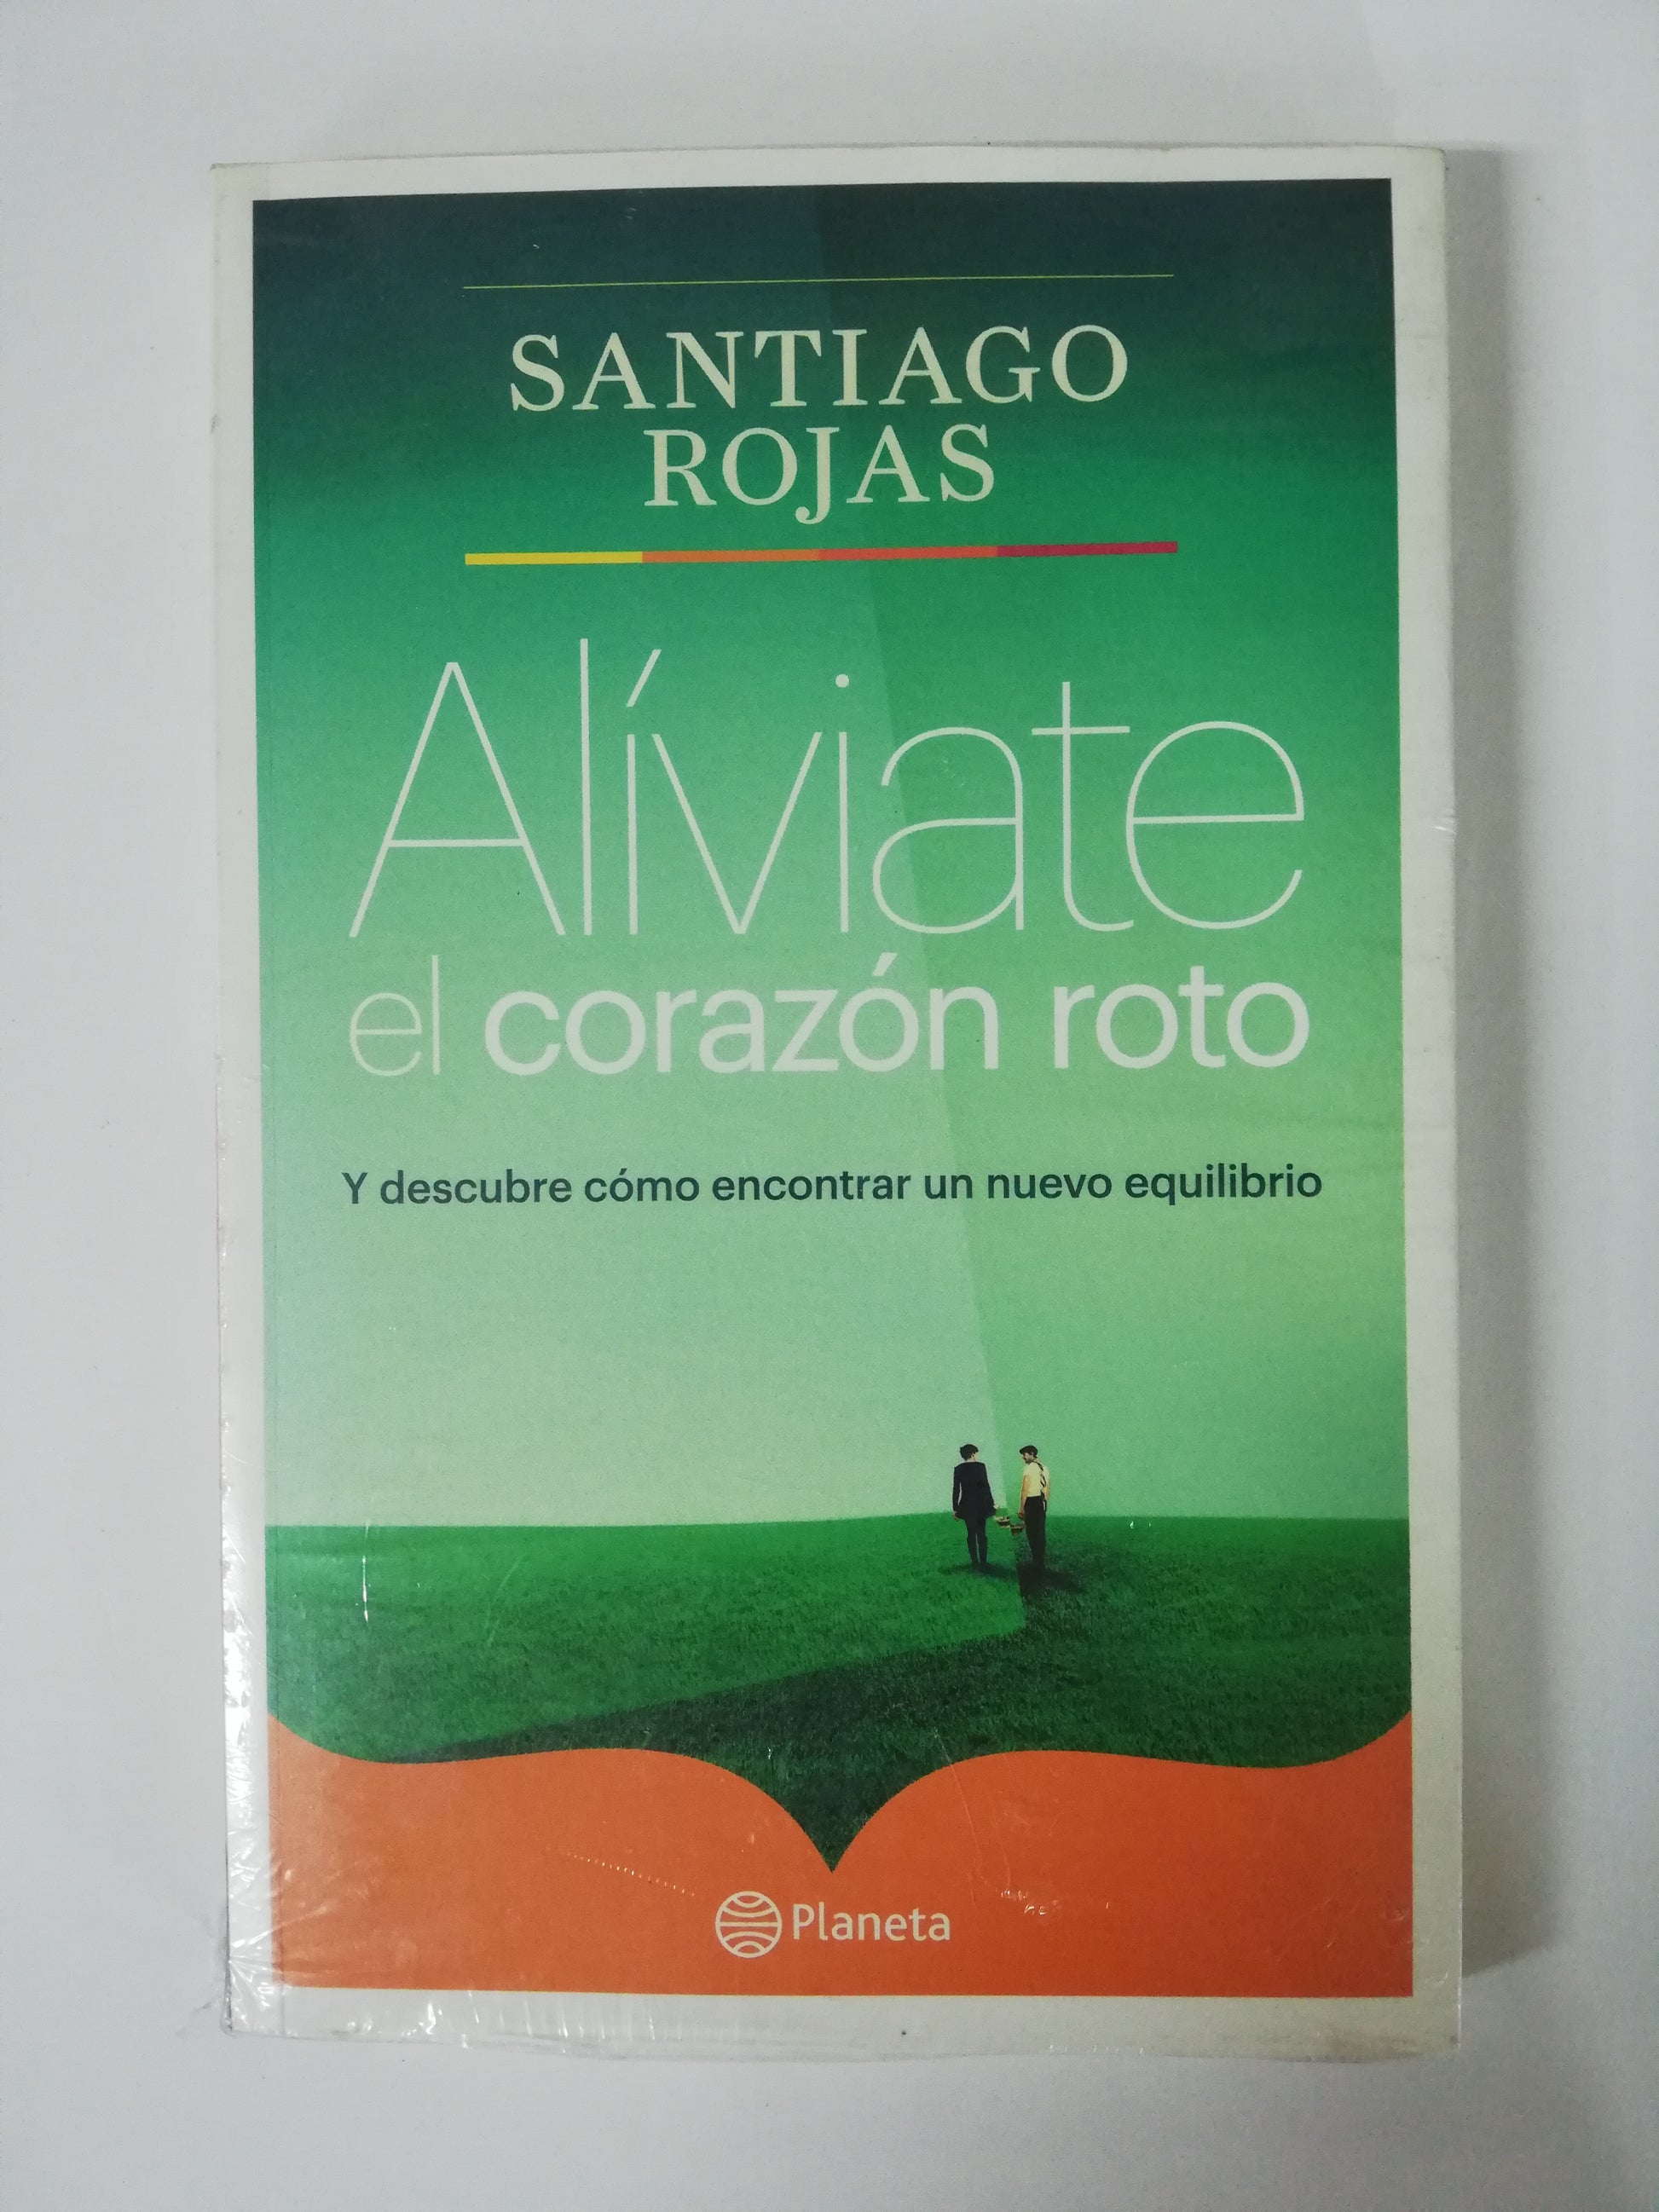 SANTIAGO
ROJAS
Alíviate
el corazón roto
Y descubre cómo encontrar un nuevo equilibrio
Planeta